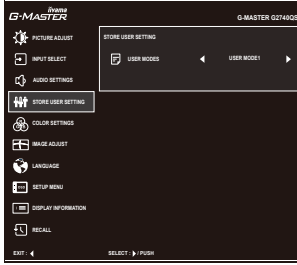 iiyama
G-MASTER
G-MASTER G2740QS
PICTURE ADJUST
STORE USER SETTING
INPUT SELECT
USER MODES
USER MODE1
AUDIO SETTINGS
STORE USER SETTING
COLOR SETTINGS
IMAGE ADJUST
LANGUAGE
SETUP MENU
DISPLAY INFORMATION
RECALL
EXIT :
SELECT : / PUSH